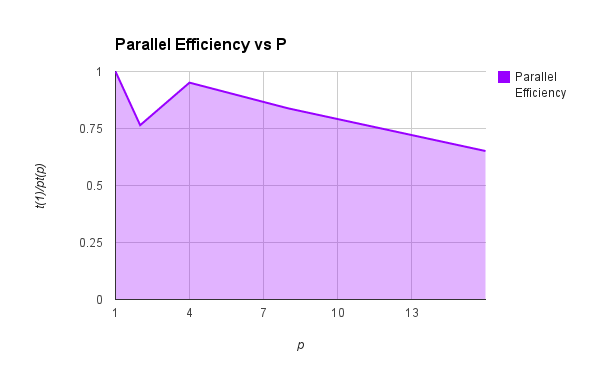 Parallel Efficiency vs P
1
0.75
0.5
0.25
0
t(1)/pt(p)
1 4 7 10 13
p
Parallel
Efficiency